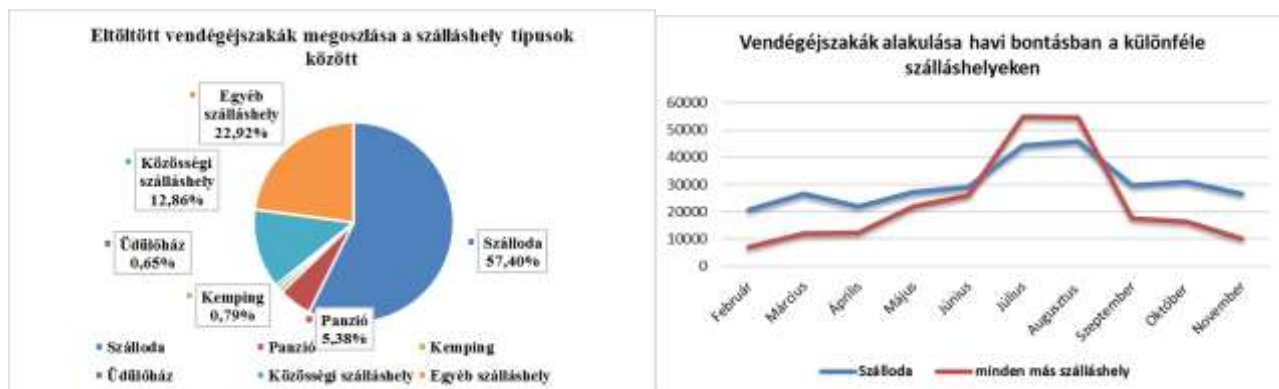 Eltöltött vendégéjszakák megoszlása a szálláshely típusok
között
Egyéb
szálláshely
22,92%
Közösségi
szálláshely
12,86%
Üdülőház
0,65%
Kemping
0,79%
Panzió
5,38%
Szálloda
57,40%
Szálloda
Panzió
Kemping
Üdülőház
Közösségi szálláshely
Egyéb szálláshely
Vendégéjszakák alakulása havi bontásban a különféle
szálláshelyeken
60000
50000
40000
30000
20000
10000
0
Február
Március
Április
Május
Június
Július
Augusztus
Szeptember
Október
November
Szálloda
minden más szálláshely